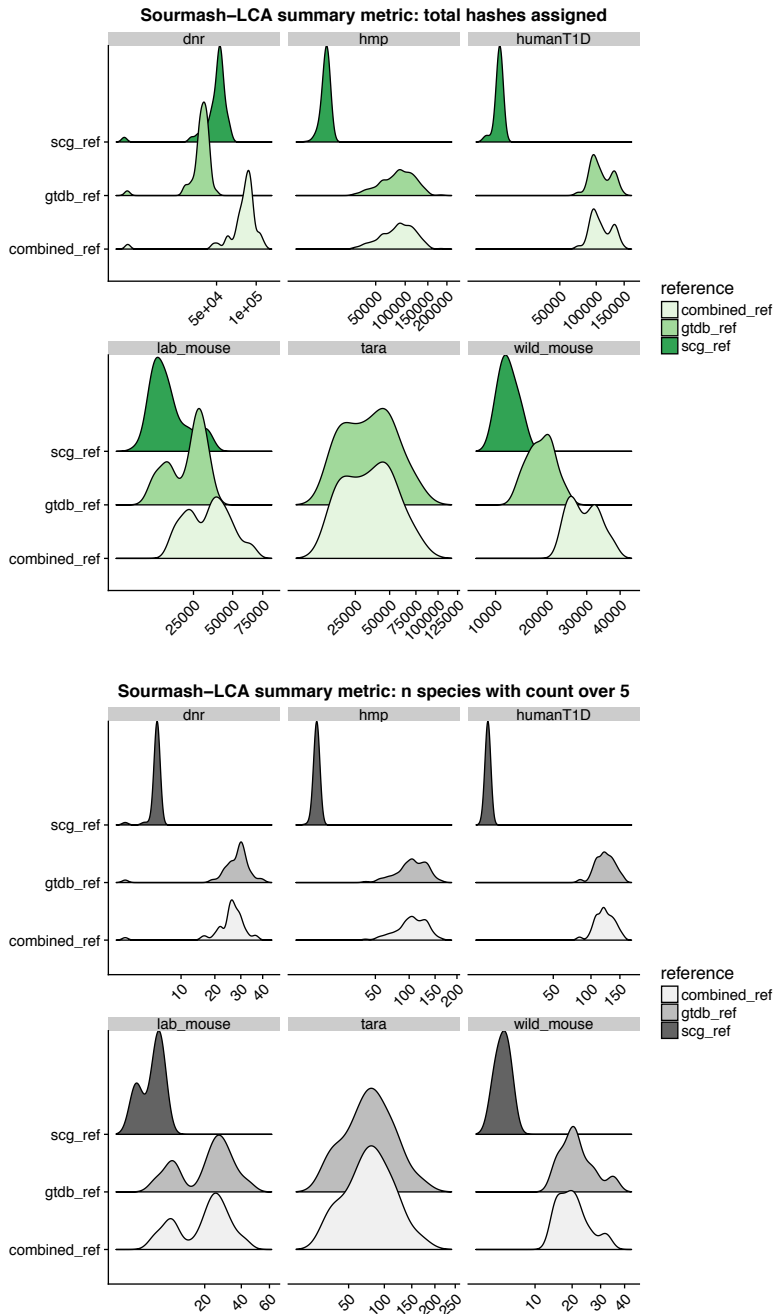 Sourmash−LCA summary metric: total hashes assigned
dnr hmp humanT1D
scg_ref
gtdb_ref
combined_ref
5e+04 1e+05 50000 100000 150000 200000 50000 100000 150000
reference
combined_ref
gtdb_ref
scg_ref
lab_mouse tara wild_mouse
scg_ref
gtdb_ref
combined_ref
25000 50000 75000 25000 50000 75000 100000 125000 10000 20000 30000 40000
Sourmash−LCA summary metric: n species with count over 5
dnr hmp humanT1D
scg_ref
gtdb_ref
combined_ref
10 20 30 40 50 100 150 200 50 100 150
reference
combined_ref
gtdb_ref
scg_ref
lab_mouse tara wild_mouse
scg_ref
gtdb_ref
combined_ref
20 40 60 50 100 150 200 250 10 20 30 40